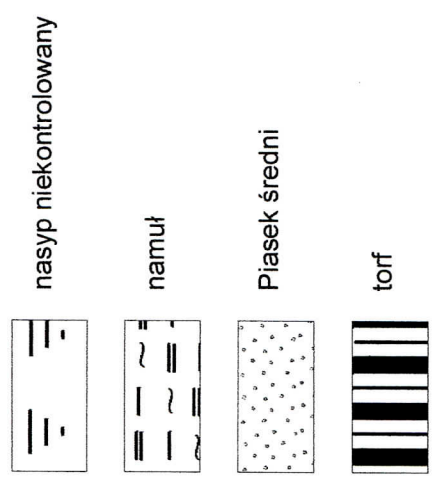 nasyp niekontrolowany
namuł
Piasek średni
torf